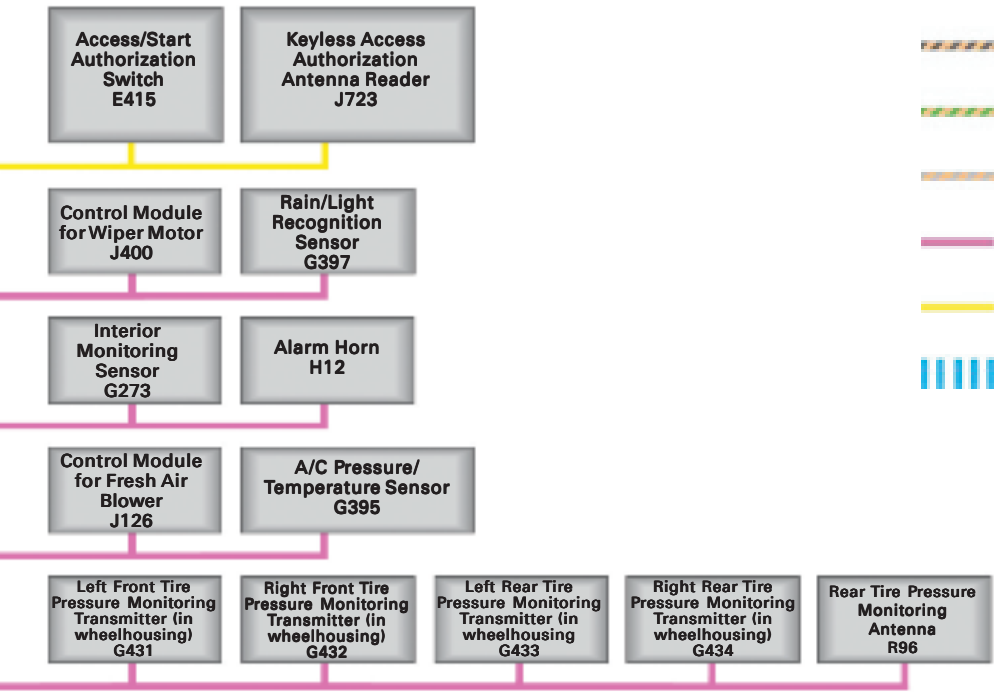 Access/Start
Authorization
Switch
E415
Keyless Access
Authorization
Antenna Reader
J723
Control Module
for Wiper Motor
J400
Rain/Light
Recognition
Sensor
G397
Interior
Monitoring
Sensor
G273
Alarm Horn
H12
Control Module
for Fresh Air
Blower
J126
A/C Pressure/
Temperature Sensor
G395
Left Front Tire
Pressure Monitoring
Transmitter (in
wheelhousing)
G431
Right Front Tire
Pressure Monitoring
Transmitter (in
wheelhousing)
G432
Left Rear Tire
Pressure Monitoring
Transmitter (in
wheelhousing
G433
Right Rear Tire
Pressure Monitoring
Transmitter (in
wheelhousing)
G434
Rear Tire Pressure
Monitoring
Antenna
R96